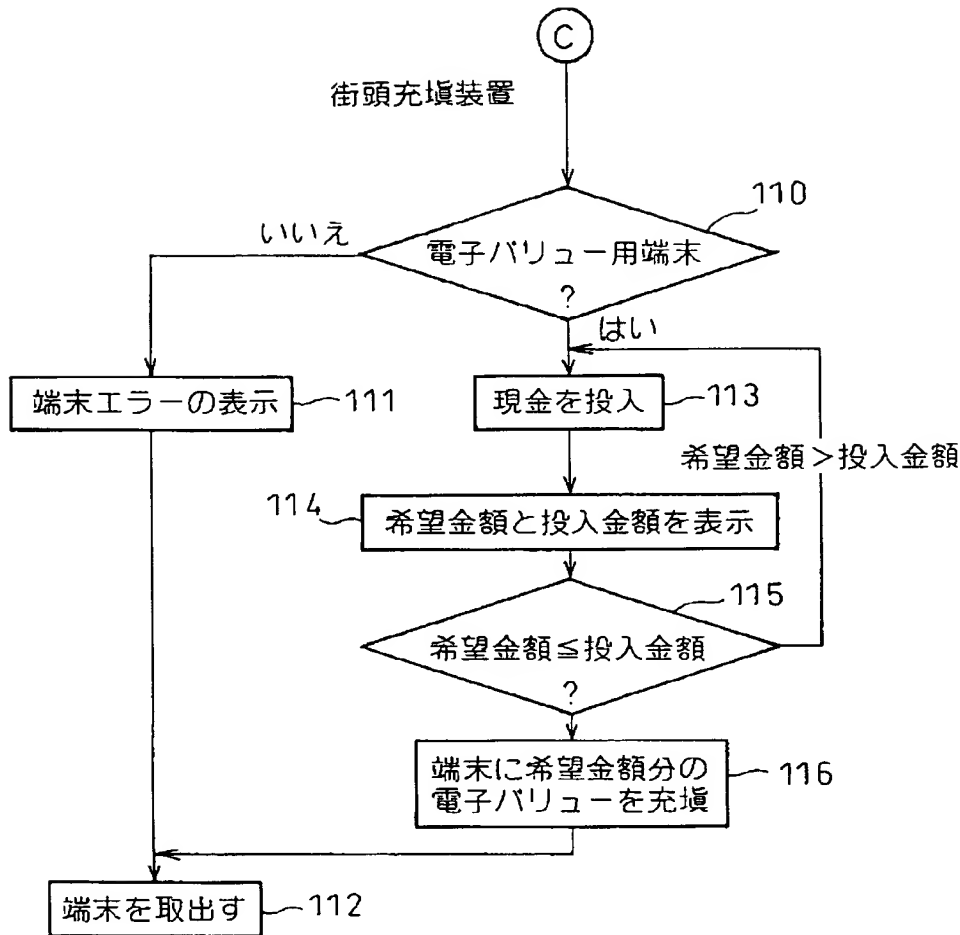 C
街頭充塡装置
110
いいえ
電子バリュー用端末
?
はい
端末エラーの表示
111
現金を投入
113
希望金額>投入金額
114
希望金額と投入金額を表示
115
希望金額≦投入金額
?
端末に希望金額分の
電子バリューを充塡
116
端末を取出す
112